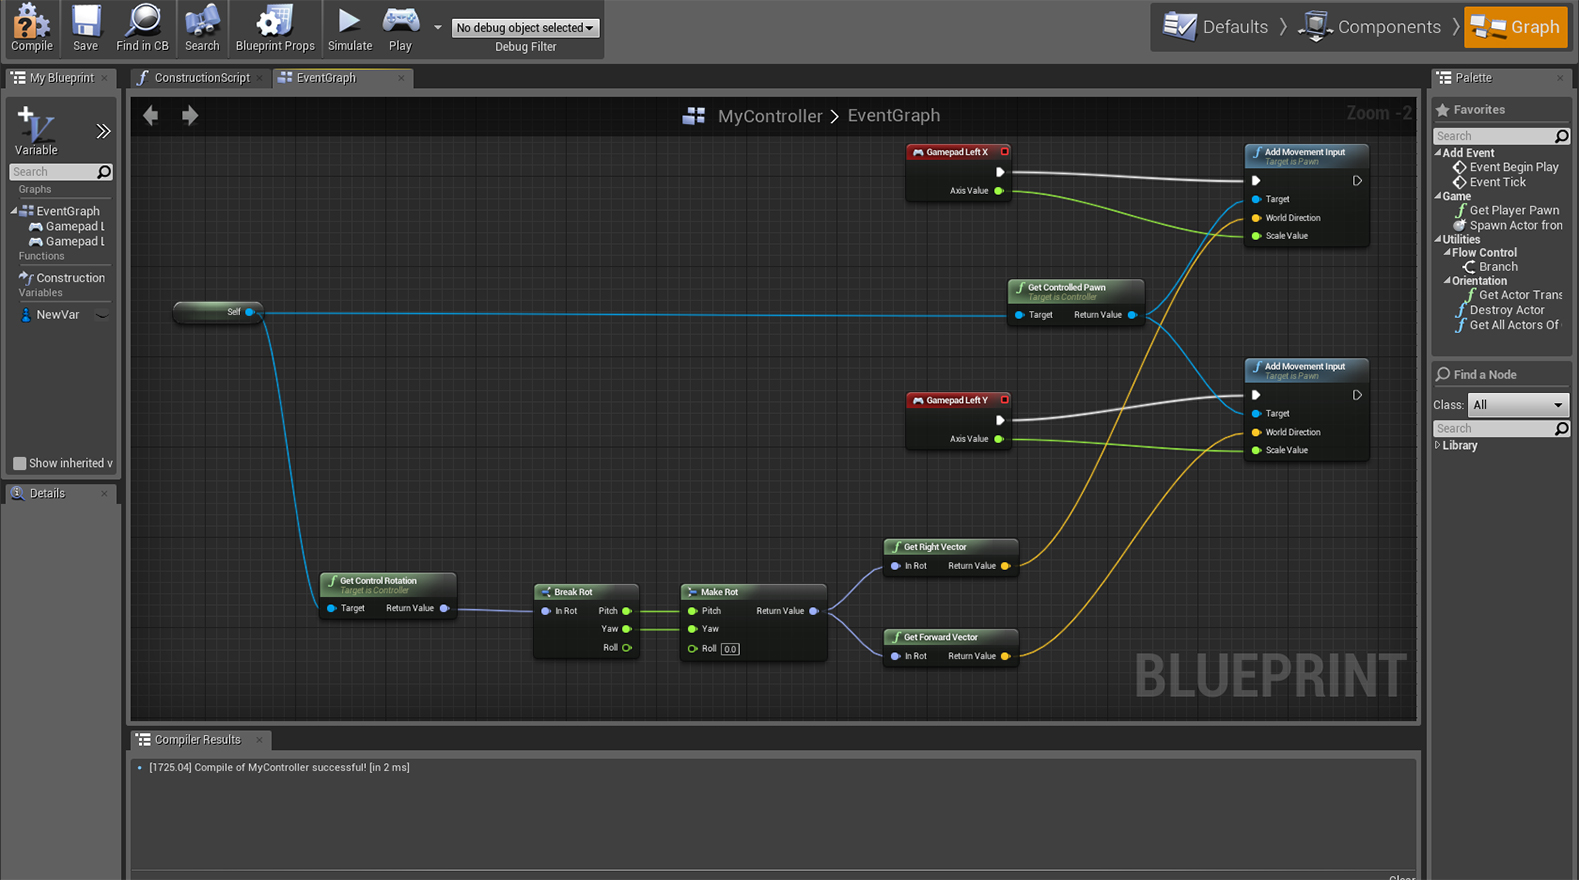 Compile
Save
Find in CB
Search
Blueprint Props
Simulate
Play
No debug object selected
Debug Filter
Defaults
Components
Graph
My Blueprint
ConstructionScript
EventGraph
Palette
Variable
Search
Graphs
EventGraph
Gamepad L
Gamepad L
Functions
Construction
Variables
NewVar
Show inherited v
Details
MyController > EventGraph
Zoom -2
Gamepad Left X
Axis Value
Add Movement Input
Target is Pawn
Target
World Direction
Scale Value
Self
Get Controlled Pawn
Target is Controller
Target Return Value
Gamepad Left Y
Axis Value
Add Movement Input
Target is Pawn
Target
World Direction
Scale Value
Get Control Rotation
Target is Controller
Target Return Value
Break Rot
In Rot Pitch
Yaw
Roll
Make Rot
Pitch Return Value
Yaw
Roll 0.0
Get Right Vector
In Rot Return Value
Get Forward Vector
In Rot Return Value
BLUEPRINT
Favorites
Search
Add Event
Event Begin Play
Event Tick
Game
Get Player Pawn
Spawn Actor from
Utilities
Flow Control
Branch
Orientation
Get Actor Trans
Destroy Actor
Get All Actors Of
Find a Node
Class: All
Search
Library
Compiler Results
[1725.04] Compile of MyController successful! [in 2 ms]
Clear